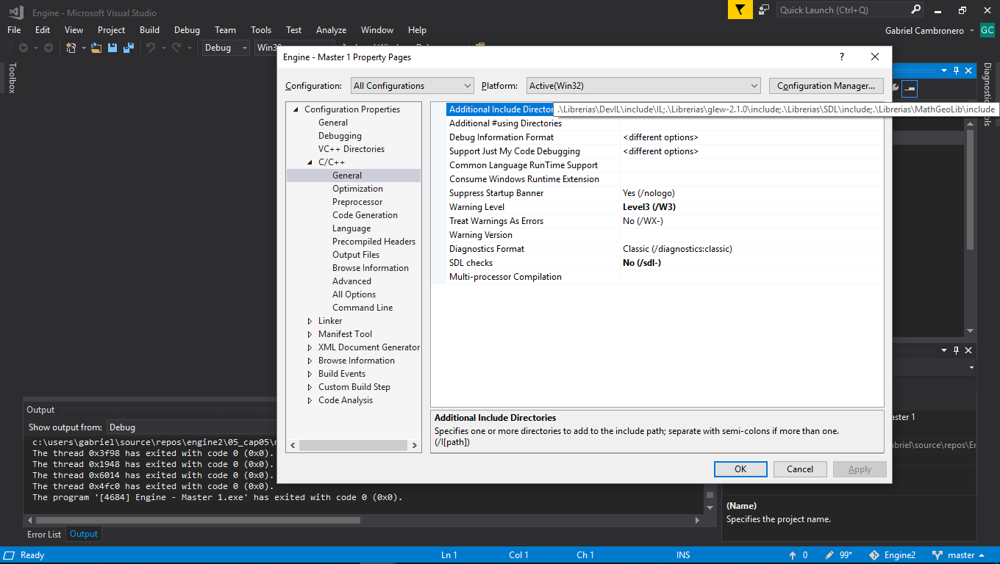 Engine - Microsoft Visual Studio
Quick Launch (Ctrl+Q)
File Edit View Project Build Debug Team Tools Test Analyze Window Help
Gabriel Cambronero GC
Debug Win32
Toolbox
Engine - Master 1 Property Pages
? 
Configuration: All Configurations Platform: Active(Win32) Configuration Manager...
Configuration Properties
General
Debugging
VC++ Directories
C/C++
General
Optimization
Preprocessor
Code Generation
Language
Precompiled Headers
Output Files
Browse Information
Advanced
All Options
Command Line
Linker
Manifest Tool
XML Document Generator
Browse Information
Build Events
Custom Build Step
Code Analysis
Additional Include Director .\Librerias\DevIL\include\IL;.\Librerias\glew-2.1.0\include;.\Librerias\SDL\include;.\Librerias\MathGeoLib\include
Additional #using Directories
Debug Information Format <different options>
Support Just My Code Debugging <different options>
Common Language RunTime Support
Consume Windows Runtime Extension
Suppress Startup Banner Yes (/nologo)
Warning Level Level3 (/W3)
Treat Warnings As Errors No (/WX-)
Warning Version
Diagnostics Format Classic (/diagnostics:classic)
SDL checks No (/sdl-)
Multi-processor Compilation
Additional Include Directories
Specifies one or more directories to add to the include path; separate with semi-colons if more than one.
(/I[path])
OK Cancel Apply
Output
Show output from: Debug
c:\users\gabriel\source\repos\engine2\05_cap05\
The thread 0x3f98 has exited with code 0 (0x0).
The thread 0x1948 has exited with code 0 (0x0).
The thread 0x6014 has exited with code 0 (0x0).
The thread 0x4fc0 has exited with code 0 (0x0).
The program '[4684] Engine - Master 1.exe' has exited with code 0 (0x0).
Error List Output
aster 1
abriel\source\repos\En
(Name)
Specifies the project name.
Ready Ln 1 Col 1 Ch 1 INS 0 99* Engine2 master